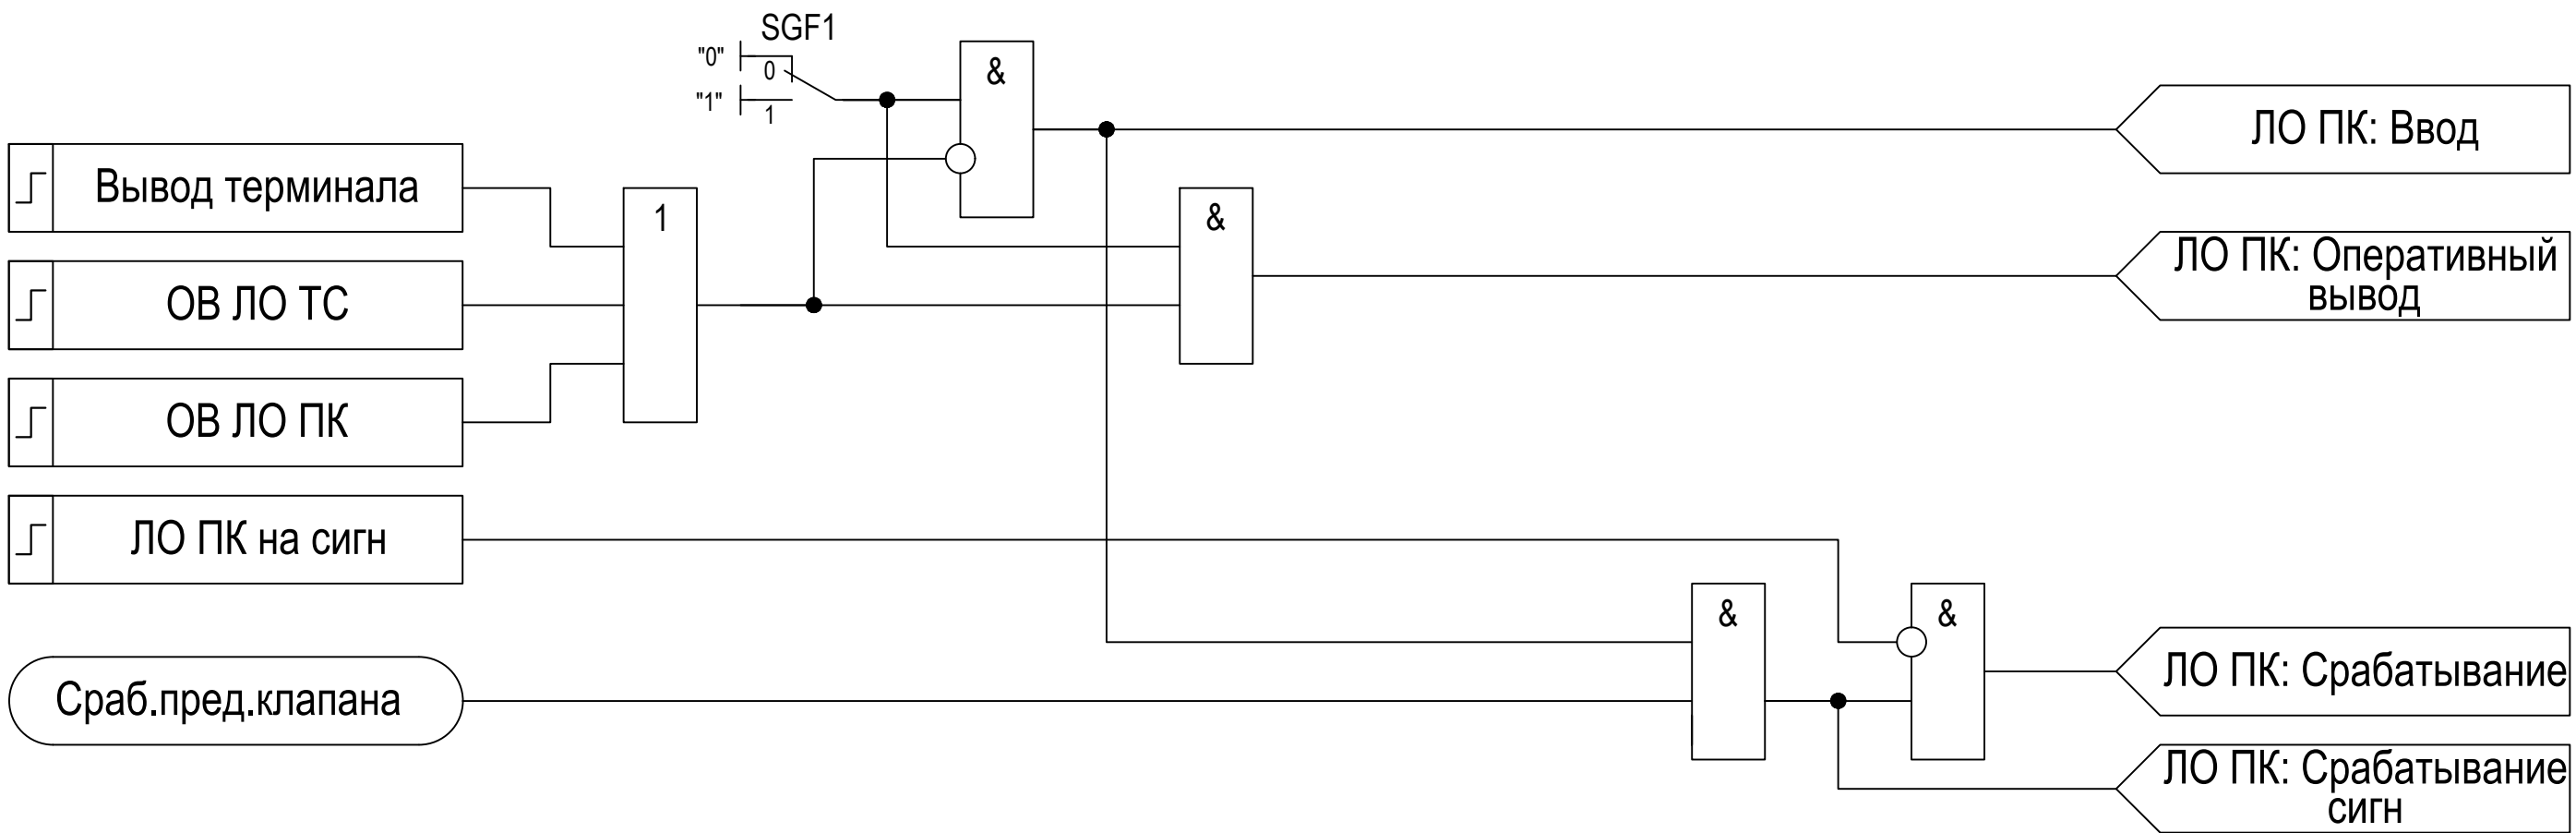 SGF1
"0"
0
"1"
1
&
ЛО ПК: Ввод
Вывод терминала
1
&
ЛО ПК: Оперативный
вывод
ОВ ЛО ТС
ОВ ЛО ПК
ЛО ПК на сигн
&
&
ЛО ПК: Срабатывание
Сраб.пред.клапана
ЛО ПК: Срабатывание
сигн